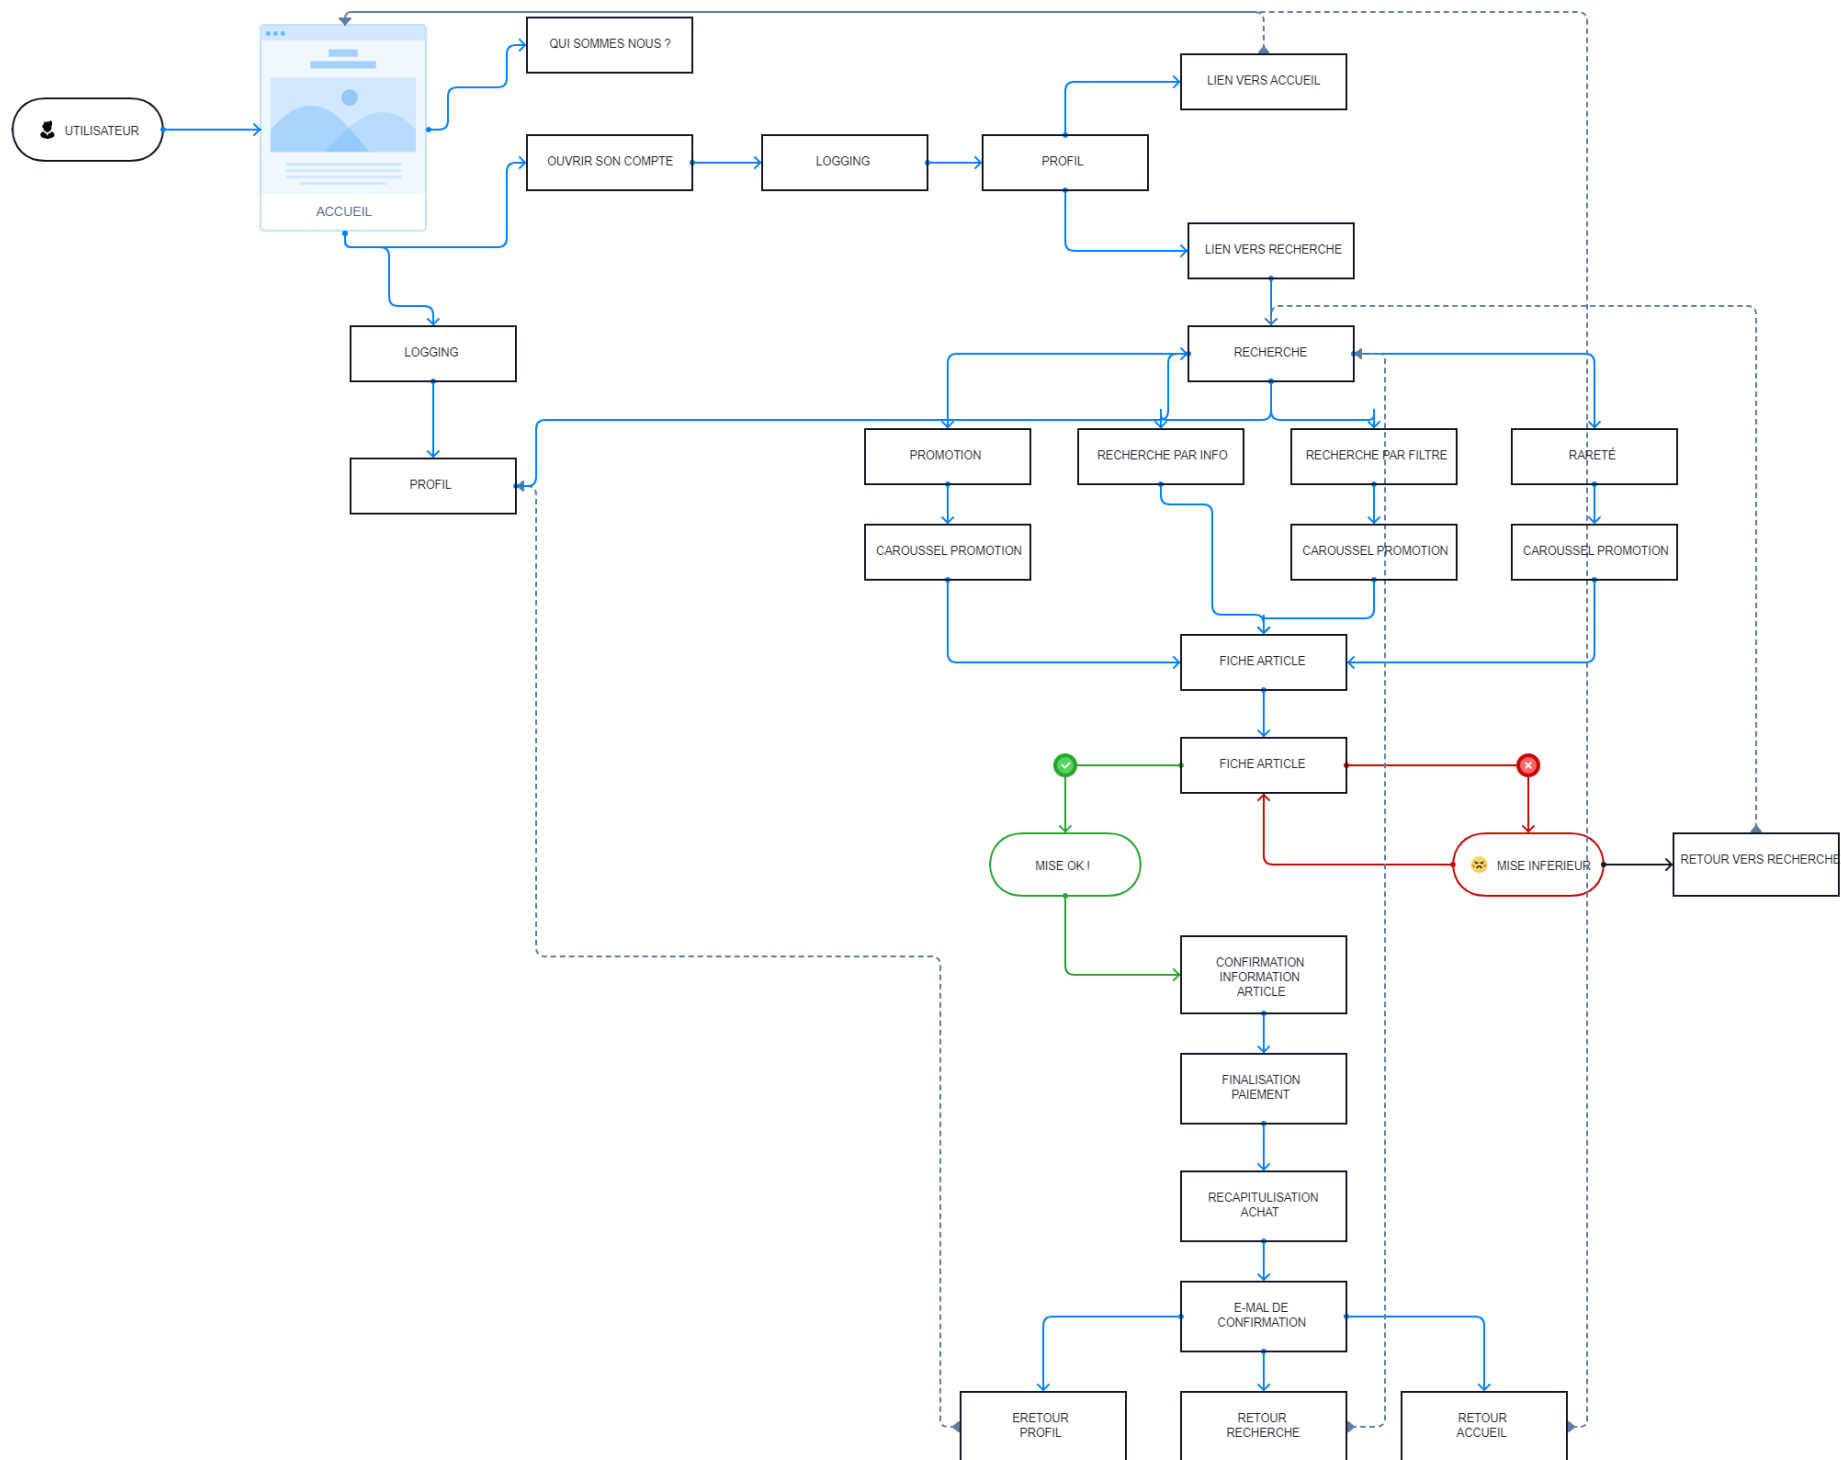 QUI SOMMES NOUS ?
LIEN VERS ACCUEIL
UTILISATEUR
OUVRIR SON COMPTE
LOGGING
PROFIL
ACCUEIL
LIEN VERS RECHERCHE
LOGGING
RECHERCHE
PROMOTION
RECHERCHE PAR INFO
RECHERCHE PAR FILTRE
RARETÉ
PROFIL
CAROUSSEL PROMOTION
CAROUSSEL PROMOTION
CAROUSSEL PROMOTION
FICHE ARTICLE
FICHE ARTICLE
MISE OK !
MISE INFERIEUR
RETOUR VERS RECHERCHE
CONFIRMATION
INFORMATION
ARTICLE
FINALISATION
PAIEMENT
RECAPITULISATION
ACHAT
E-MAL DE
CONFIRMATION
ERETOUR
PROFIL
RETOUR
RECHERCHE
RETOUR
ACCUEIL